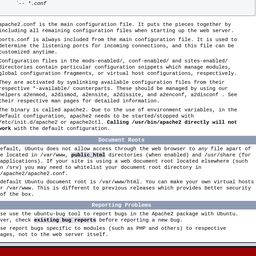 `-- *.conf
apache2.conf is the main configuration file. It puts the pieces together by
including all remaining configuration files when starting up the web server.
ports.conf is always included from the main configuration file. It is used to
determine the listening ports for incoming connections, and this file can be
customized anytime.
Configuration files in the mods-enabled/, conf-enabled/ and sites-enabled/
directories contain particular configuration snippets which manage modules,
global configuration fragments, or virtual host configurations, respectively.
They are activated by symlinking available configuration files from their
respective *-available/ counterparts. These should be managed by using our
helpers a2enmod, a2dismod, a2ensite, a2dissite, and a2enconf, a2disconf . See
their respective man pages for detailed information.
The binary is called apache2. Due to the use of environment variables, in the
default configuration, apache2 needs to be started/stopped with
/etc/init.d/apache2 or apache2ctl. Calling /usr/bin/apache2 directly will not
work with the default configuration.
Document Roots
default, Ubuntu does not allow access through the web browser to any file apart of
se located in /var/www, public_html directories (when enabled) and /usr/share (for
applications). If your site is using a web document root located elsewhere (such
n /srv) you may need to whitelist your document root directory in
/apache2/apache2.conf.
default Ubuntu document root is /var/www/html. You can make your own virtual hosts
r /var/www. This is different to previous releases which provides better security
of the box.
Reporting Problems
se use the ubuntu-bug tool to report bugs in the Apache2 package with Ubuntu.
ver, check existing bug reports before reporting a new bug.
se report bugs specific to modules (such as PHP and others) to respective
ages, not to the web server itself.